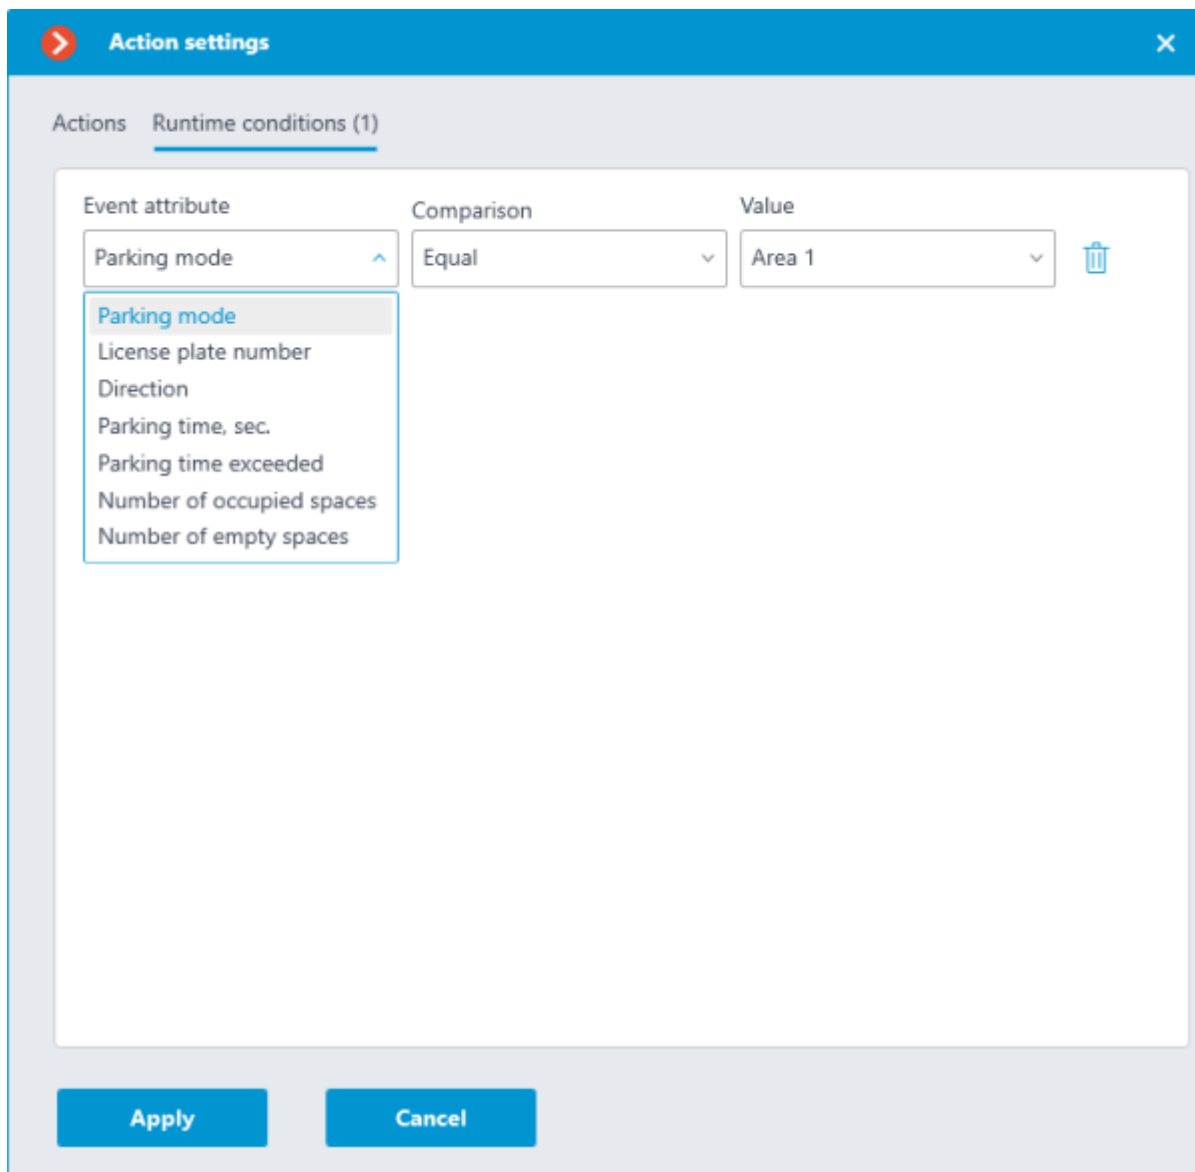 Action settings
Actions Runtime conditions (1)
Event attribute Comparison Value
Parking mode Equal Area 1
Parking mode
License plate number
Direction
Parking time, sec.
Parking time exceeded
Number of occupied spaces
Number of empty spaces
Apply Cancel